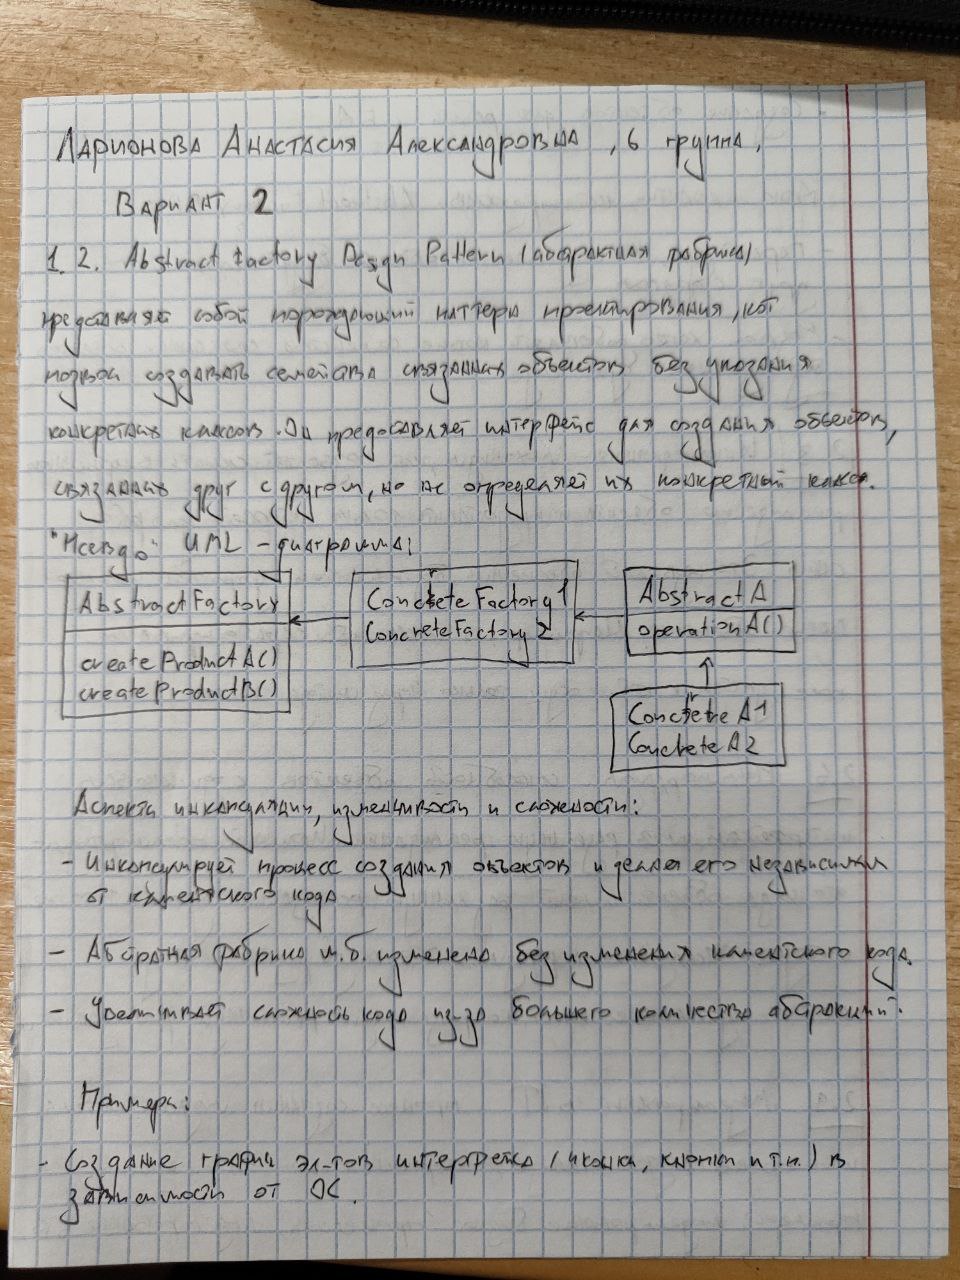 Ларионова Анастасия Александровна, 6 группа,
Вариант 2
1.2. Abstract Factory Design Pattern (абстрактная фабрика)
представляет собой порождающий паттерн проектирования, кот
позвол создавать семейства связанных объектов без указания
конкретных классов. Он предоставляет интерфейс для создания объектов,
связанных друг с другом, но не определяет их конкретный класс.
"Псевдо" UML - диаграмма:
AbstractFactory
createProductA()
createProductB()
ConcreteFactory1
ConcreteFactory2
AbstractA
operationA()
ConcreteA1
ConcreteA2
Аспекты инкапсуляции, изменчивости и сложности:
- Инкапсулирует процесс создания объектов и делает его независимым
от клиентского кода
- Абстрактная фабрика м.б. изменена без изменения клиентского кода.
- Увеличивает сложность кода из-за большего количества абстракций.
Примеры:
- Создание графич эл-тов интерфейса (иконки, кнопки и т.п.) в
зависимости от ОС.